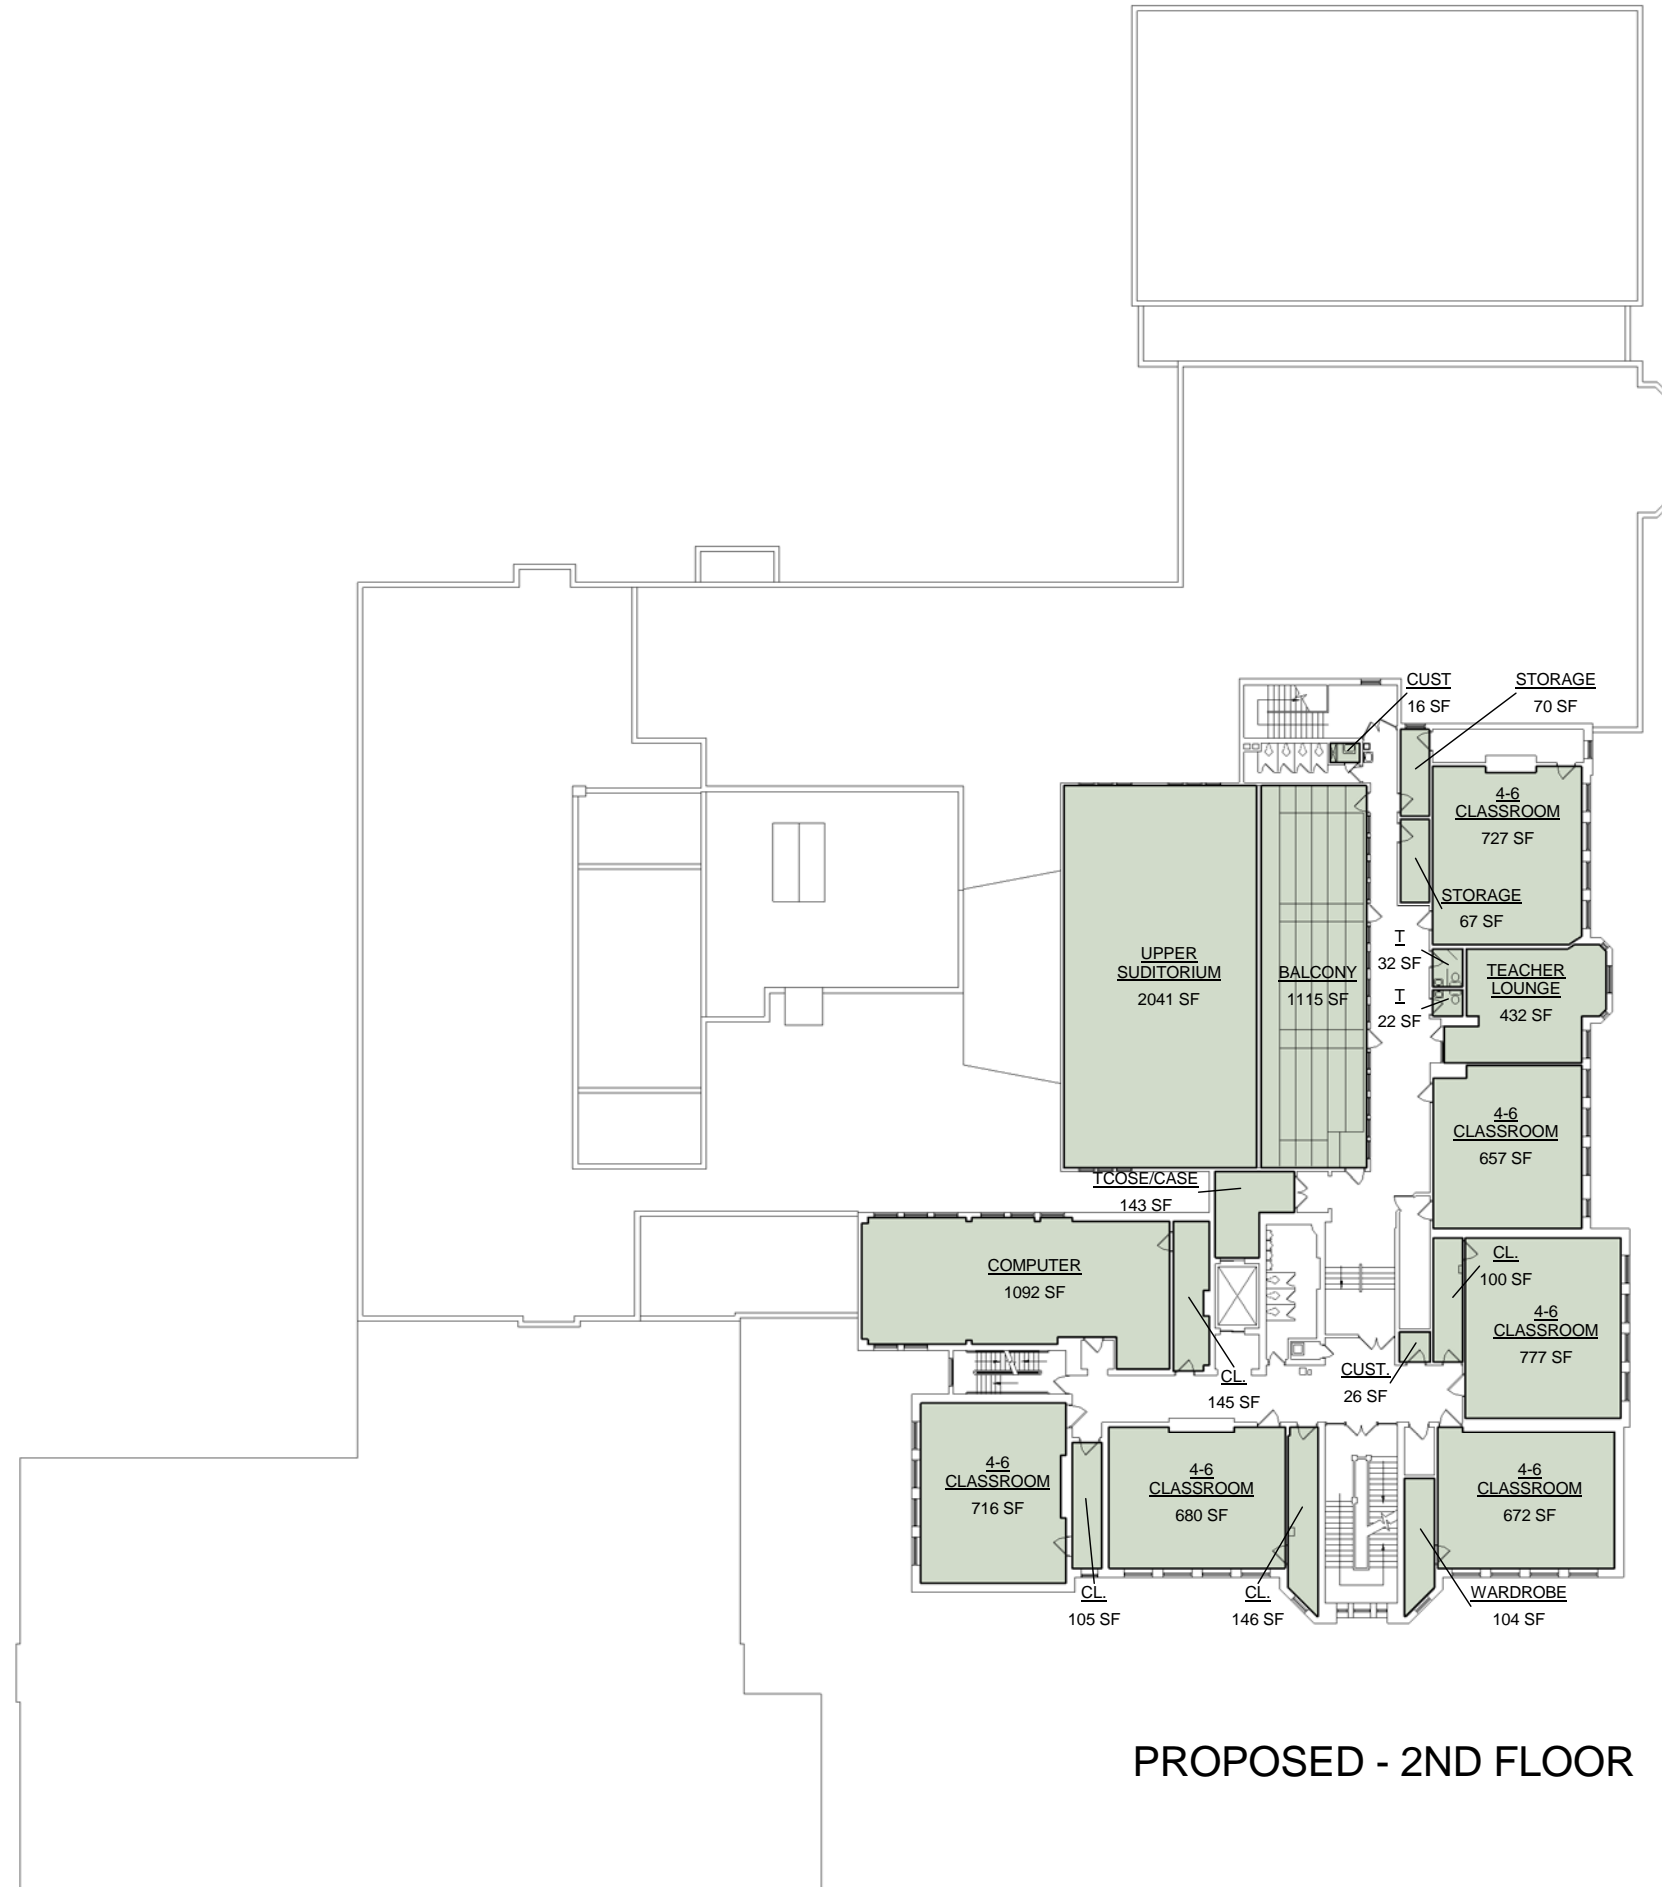 CUST
16 SF
STORAGE
70 SF
4-6
CLASSROOM
727 SF
STORAGE
67 SF
T
32 SF
UPPER
SUDITORIUM
2041 SF
BALCONY
1115 SF
TEACHER
LOUNGE
432 SF
T
22 SF
4-6
CLASSROOM
657 SF
TCOSE/CASE
143 SF
COMPUTER
1092 SF
CL.
100 SF
4-6
CLASSROOM
777 SF
CL.
145 SF
CUST.
26 SF
4-6
CLASSROOM
716 SF
4-6
CLASSROOM
680 SF
4-6
CLASSROOM
672 SF
CL.
105 SF
CL.
146 SF
WARDROBE
104 SF
PROPOSED - 2ND FLOOR